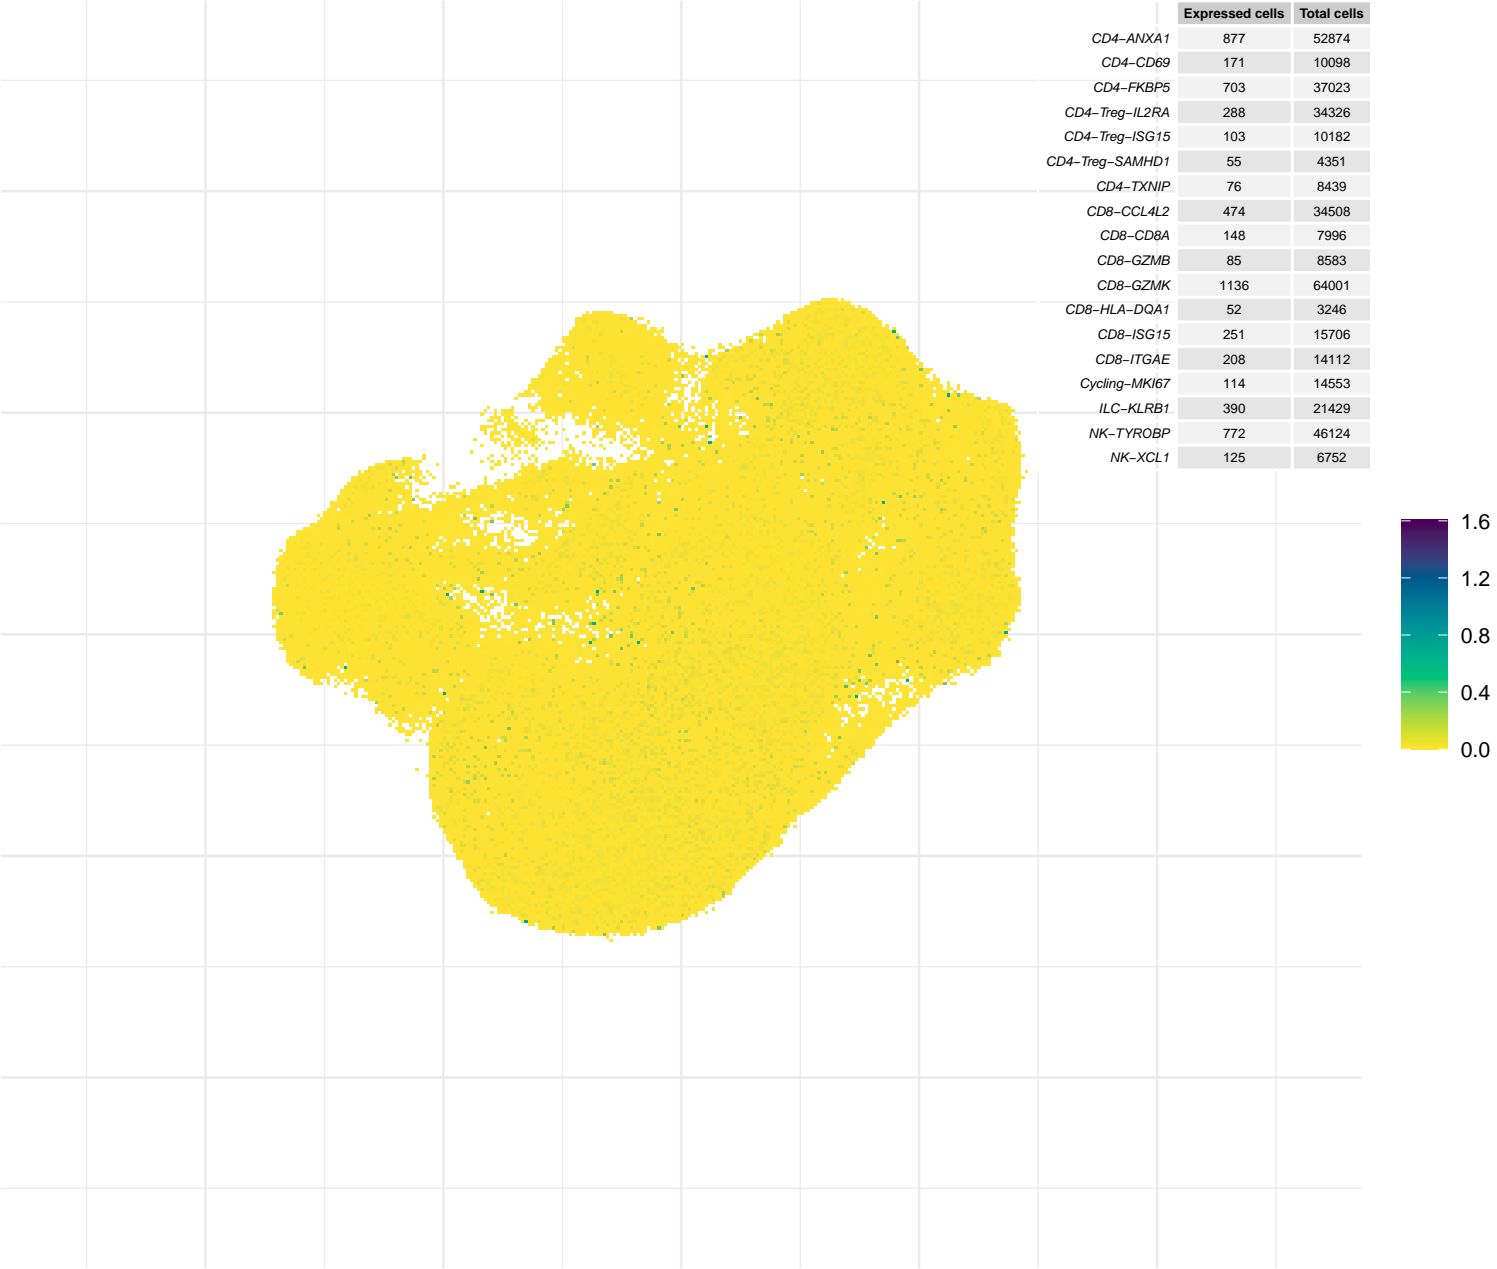 Expressed cells Total cells
CD4−ANXA1 877 52874
CD4−CD69 171 10098
CD4−FKBP5 703 37023
CD4−Treg−IL2RA 288 34326
CD4−Treg−ISG15 103 10182
CD4−Treg−SAMHD1 55 4351
CD4−TXNIP 76 8439
CD8−CCL4L2 474 34508
CD8−CD8A 148 7996
CD8−GZMB 85 8583
CD8−GZMK 1136 64001
CD8−HLA−DQA1 52 3246
CD8−ISG15 251 15706
CD8−ITGAE 208 14112
Cycling−MKI67 114 14553
ILC−KLRB1 390 21429
NK−TYROBP 772 46124
NK−XCL1 125 6752
1.6
1.2
0.8
0.4
0.0